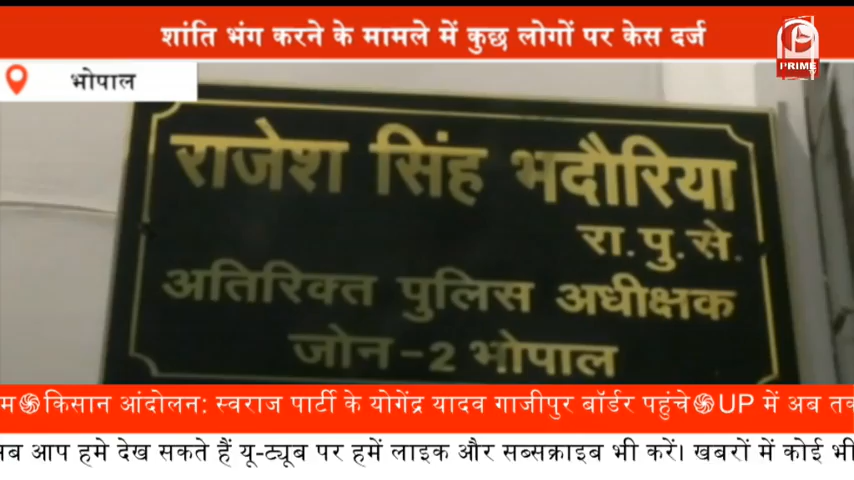 शांति भंग करने के मामले में कुछ लोगों पर केस दर्ज
PRIME
भोपाल
राजेश सिंह भदौरिया
रा.पु.से.
अतिरिक्त पुलिस अधीक्षक
जोन-2 भोपाल
किसान आंदोलन: स्वराज पार्टी के योगेंद्र यादव गाजीपुर बॉर्डर पहुंचे UP में अब तक
आप हमे देख सकते हैं यू-ट्यूब पर हमें लाइक और सब्सक्राइब भी करें। खबरों में कोई भी